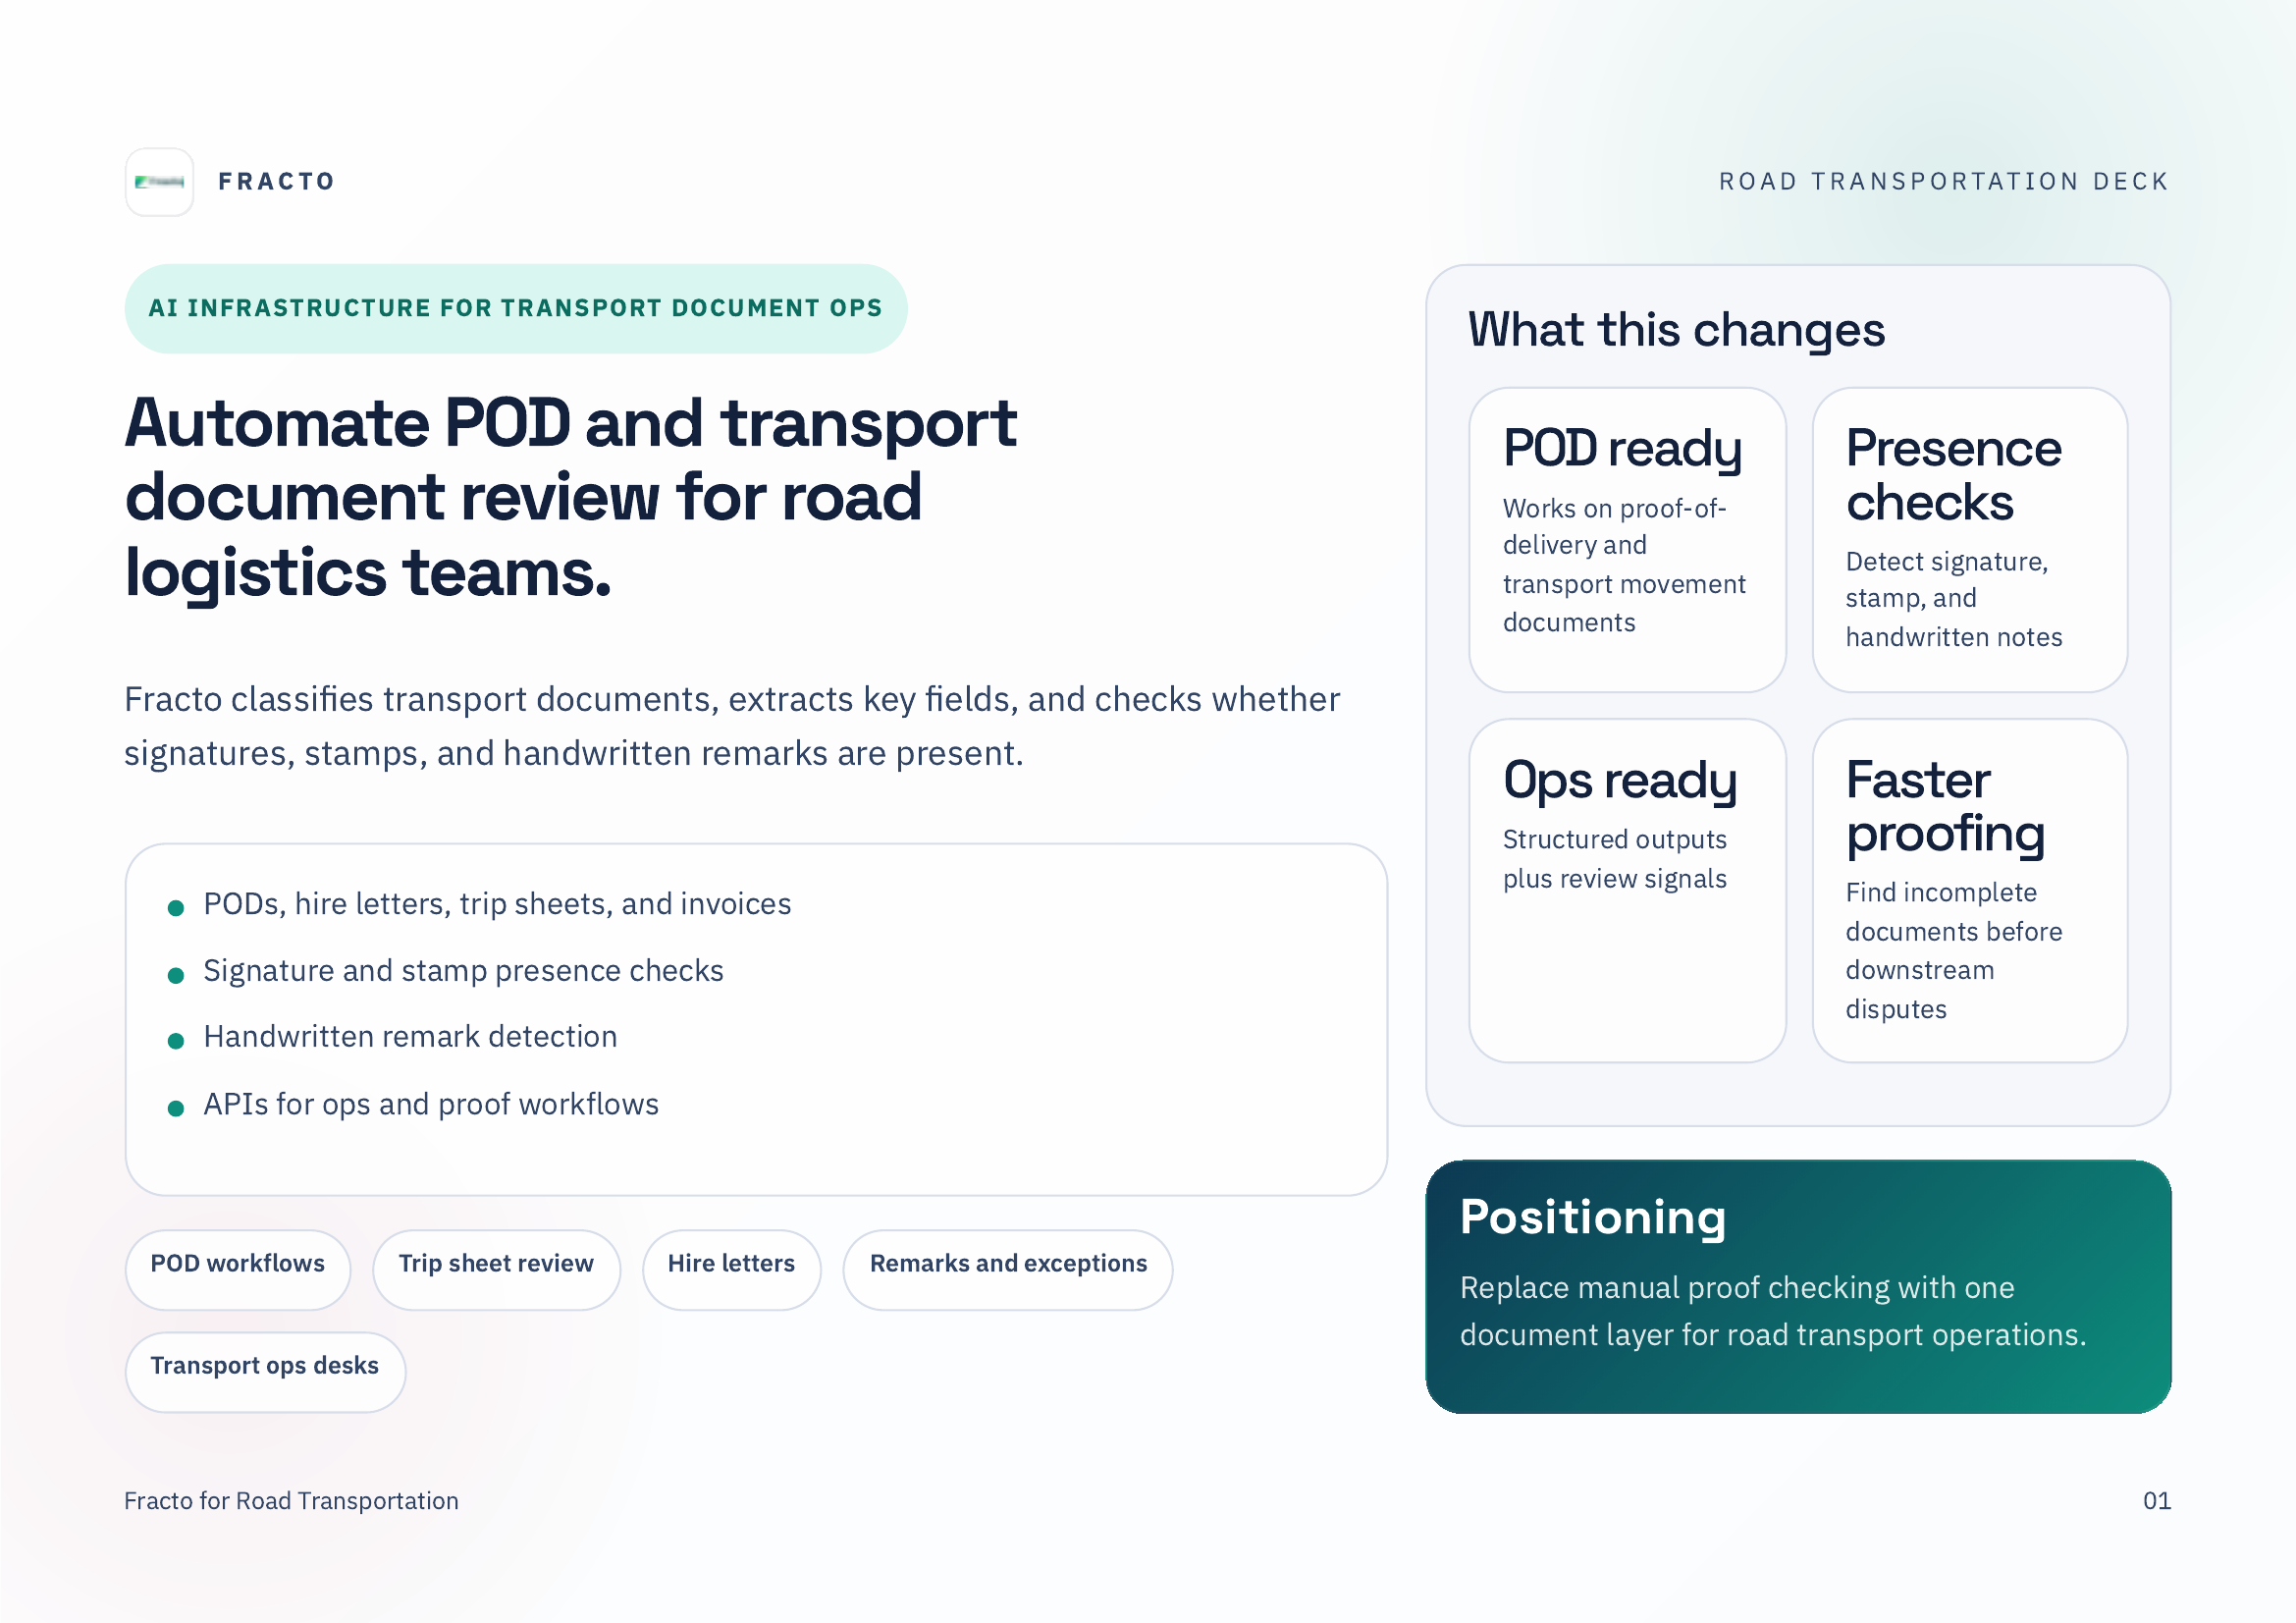 FRACTO
ROAD TRANSPORTATION DECK
AI INFRASTRUCTURE FOR TRANSPORT DOCUMENT OPS
Automate POD and transport
document review for road
logistics teams.
Fracto classifies transport documents, extracts key fields, and checks whether
signatures, stamps, and handwritten remarks are present.
PODs, hire letters, trip sheets, and invoices
Signature and stamp presence checks
Handwritten remark detection
APIs for ops and proof workflows
POD workflows
Trip sheet review
Hire letters
Remarks and exceptions
Transport ops desks
What this changes
POD ready
Works on proof-of-
delivery and
transport movement
documents
Presence
checks
Detect signature,
stamp, and
handwritten notes
Ops ready
Structured outputs
plus review signals
Faster
proofing
Find incomplete
documents before
downstream
disputes
Positioning
Replace manual proof checking with one
document layer for road transport operations.
Fracto for Road Transportation
01